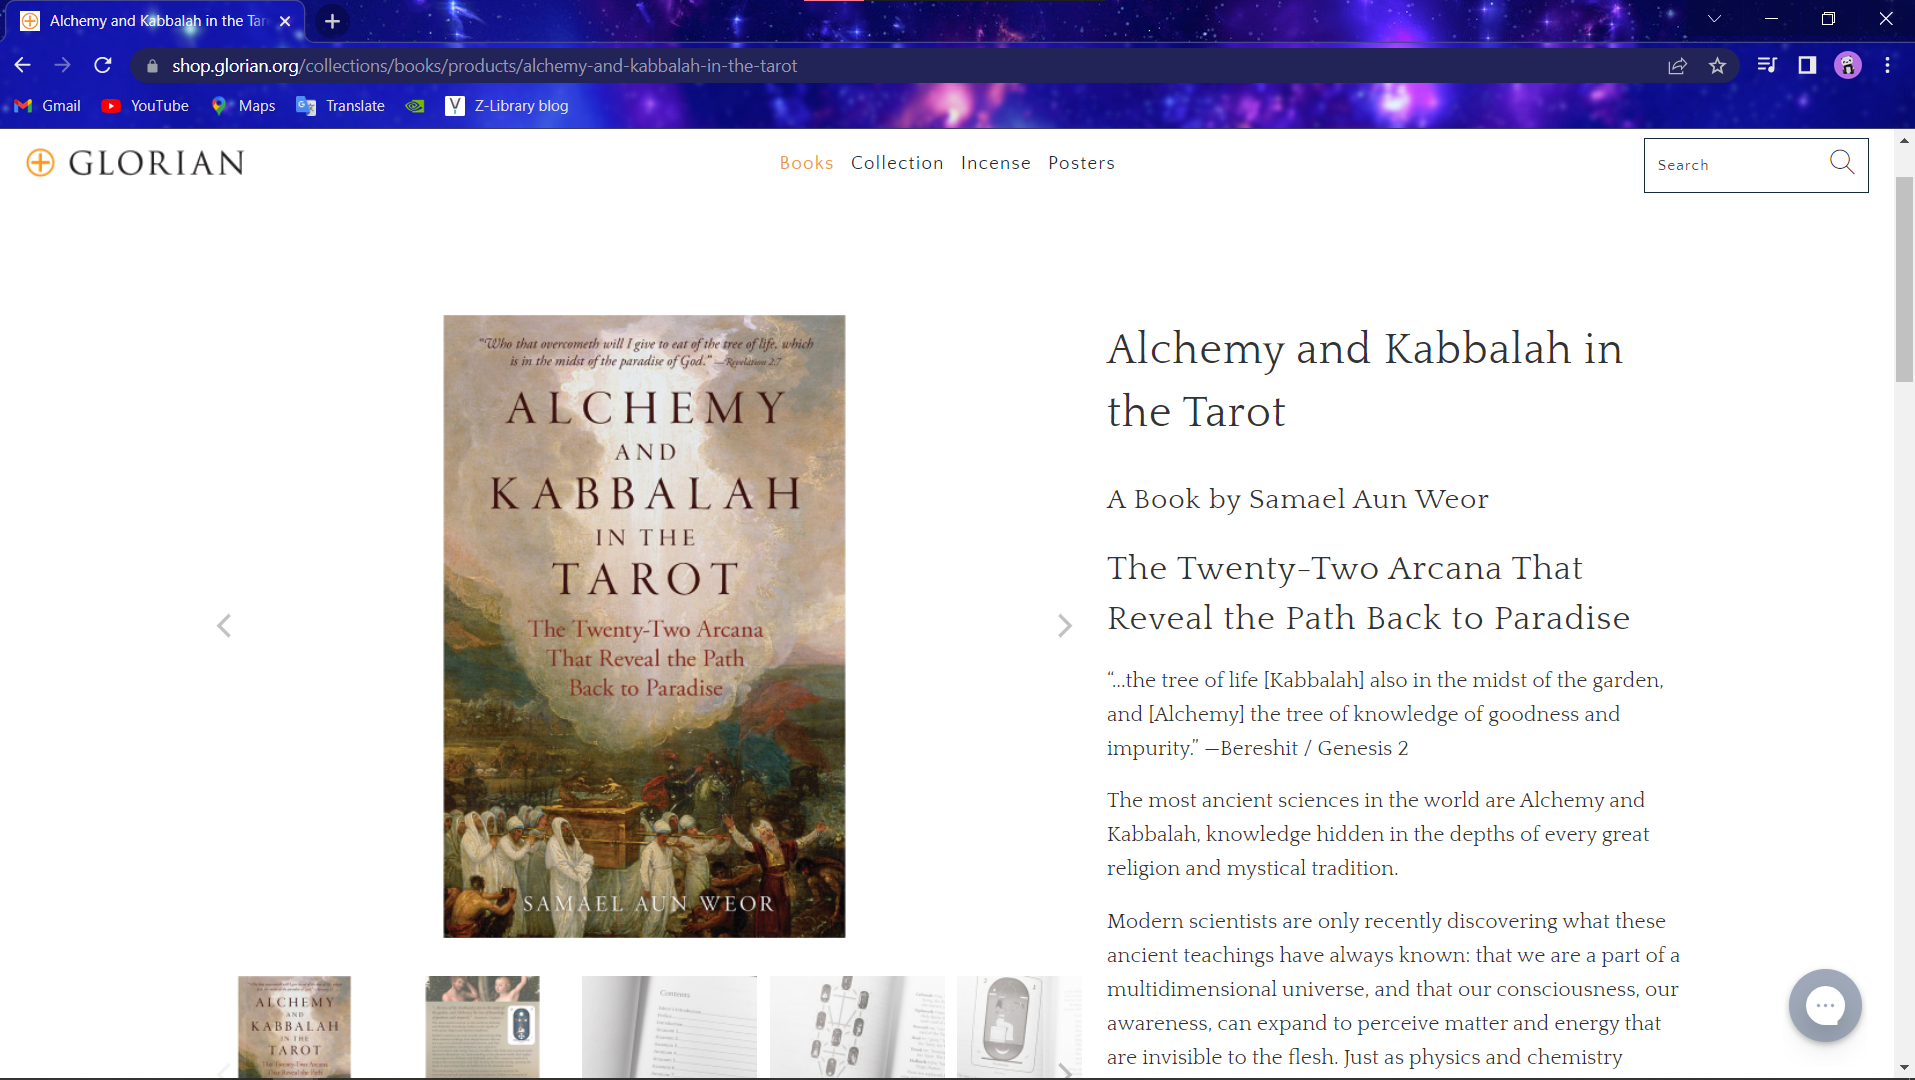 Alchemy and Kabbalah in the Tar
shop.glorian.org/collections/books/products/alchemy-and-kabbalah-in-the-tarot
Gmail YouTube Maps Translate Z-Library blog
GLORIAN
Books Collection Incense Posters
Search
“Who that overcometh will I give to eat of the tree of life, which
is in the midst of the paradise of God.” —Revelation 2:7
ALCHEMY
AND
KABBALAH
IN THE
TAROT
The Twenty-Two Arcana
That Reveal the Path
Back to Paradise
SAMAEL AUN WEOR
Alchemy and Kabbalah in
the Tarot
A Book by Samael Aun Weor
The Twenty-Two Arcana That
Reveal the Path Back to Paradise
“...the tree of life [Kabbalah] also in the midst of the garden,
and [Alchemy] the tree of knowledge of goodness and
impurity.” —Bereshit / Genesis 2
The most ancient sciences in the world are Alchemy and
Kabbalah, knowledge hidden in the depths of every great
religion and mystical tradition.
Modern scientists are only recently discovering what these
ancient teachings have always known: that we are a part of a
multidimensional universe, and that our consciousness, our
awareness, can expand to perceive matter and energy that
are invisible to the flesh. Just as physics and chemistry
ALCHEMY
AND
KABBALAH
IN THE
TAROT
The Twenty-Two Arcana
That Reveal the Path
Contents